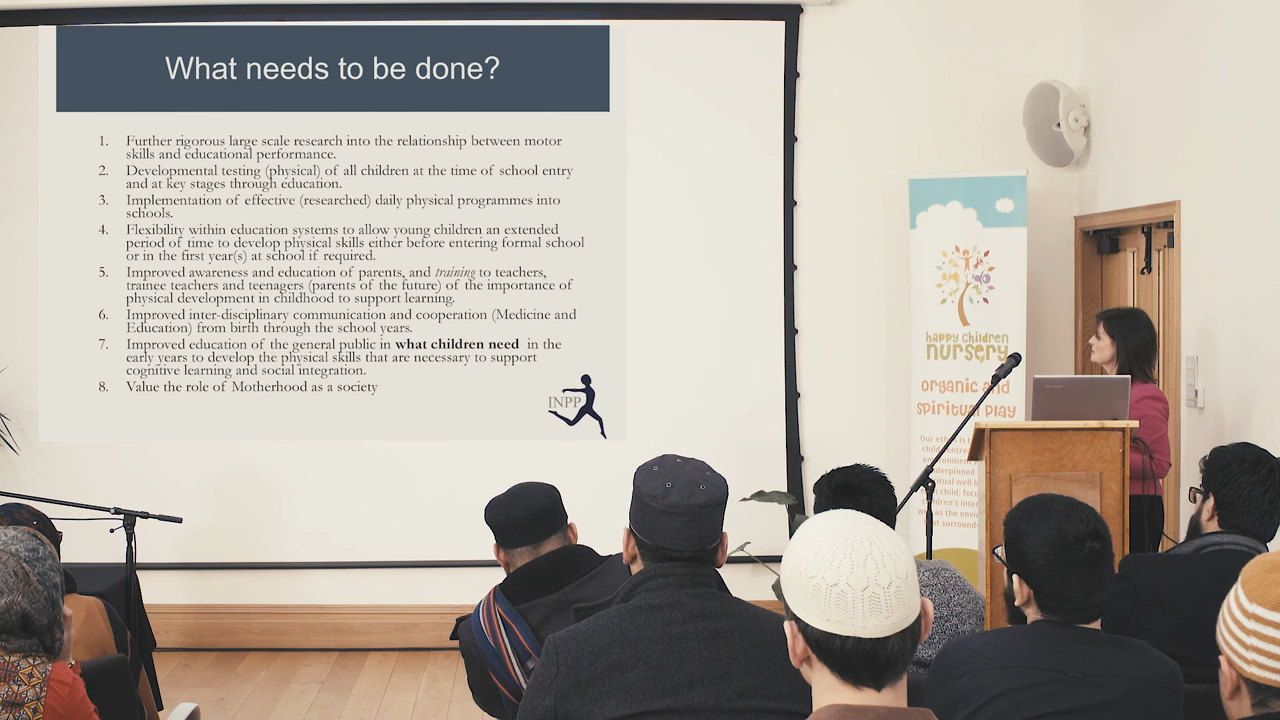 What needs to be done?
1. Further rigorous large scale research into the relationship between motor
skills and educational performance.
2. Developmental testing (physical) of all children at the time of school entry
and at key stages through education.
3. Implementation of effective (researched) daily physical programmes into
schools.
4. Flexibility within education systems to allow young children an extended
period of time to develop physical skills either before entering formal school
or in the first year(s) at school if required.
5. Improved awareness and education of parents, and training to teachers,
trainee teachers and teenagers (parents of the future) of the importance of
physical development in childhood to support learning.
6. Improved inter-disciplinary communication and cooperation (Medicine and
Education) from birth through the school years.
7. Improved education of the general public in what children need in the
early years to develop the physical skills that are necessary to support
cognitive learning and social integration.
8. Value the role of Motherhood as a society
INPP
happy children
nursery
organic and
spiritual play
Our